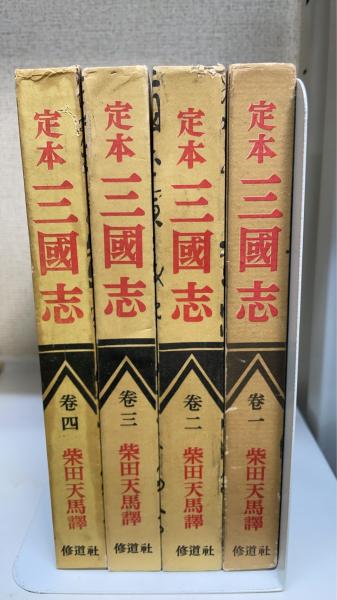 定本
三國志
卷一
柴田天馬譯
修道社
定本
三國志
卷二
柴田天馬譯
修道社
定本
三國志
卷三
柴田天馬譯
修道社
定本
三國志
卷四
柴田天馬譯
修道社